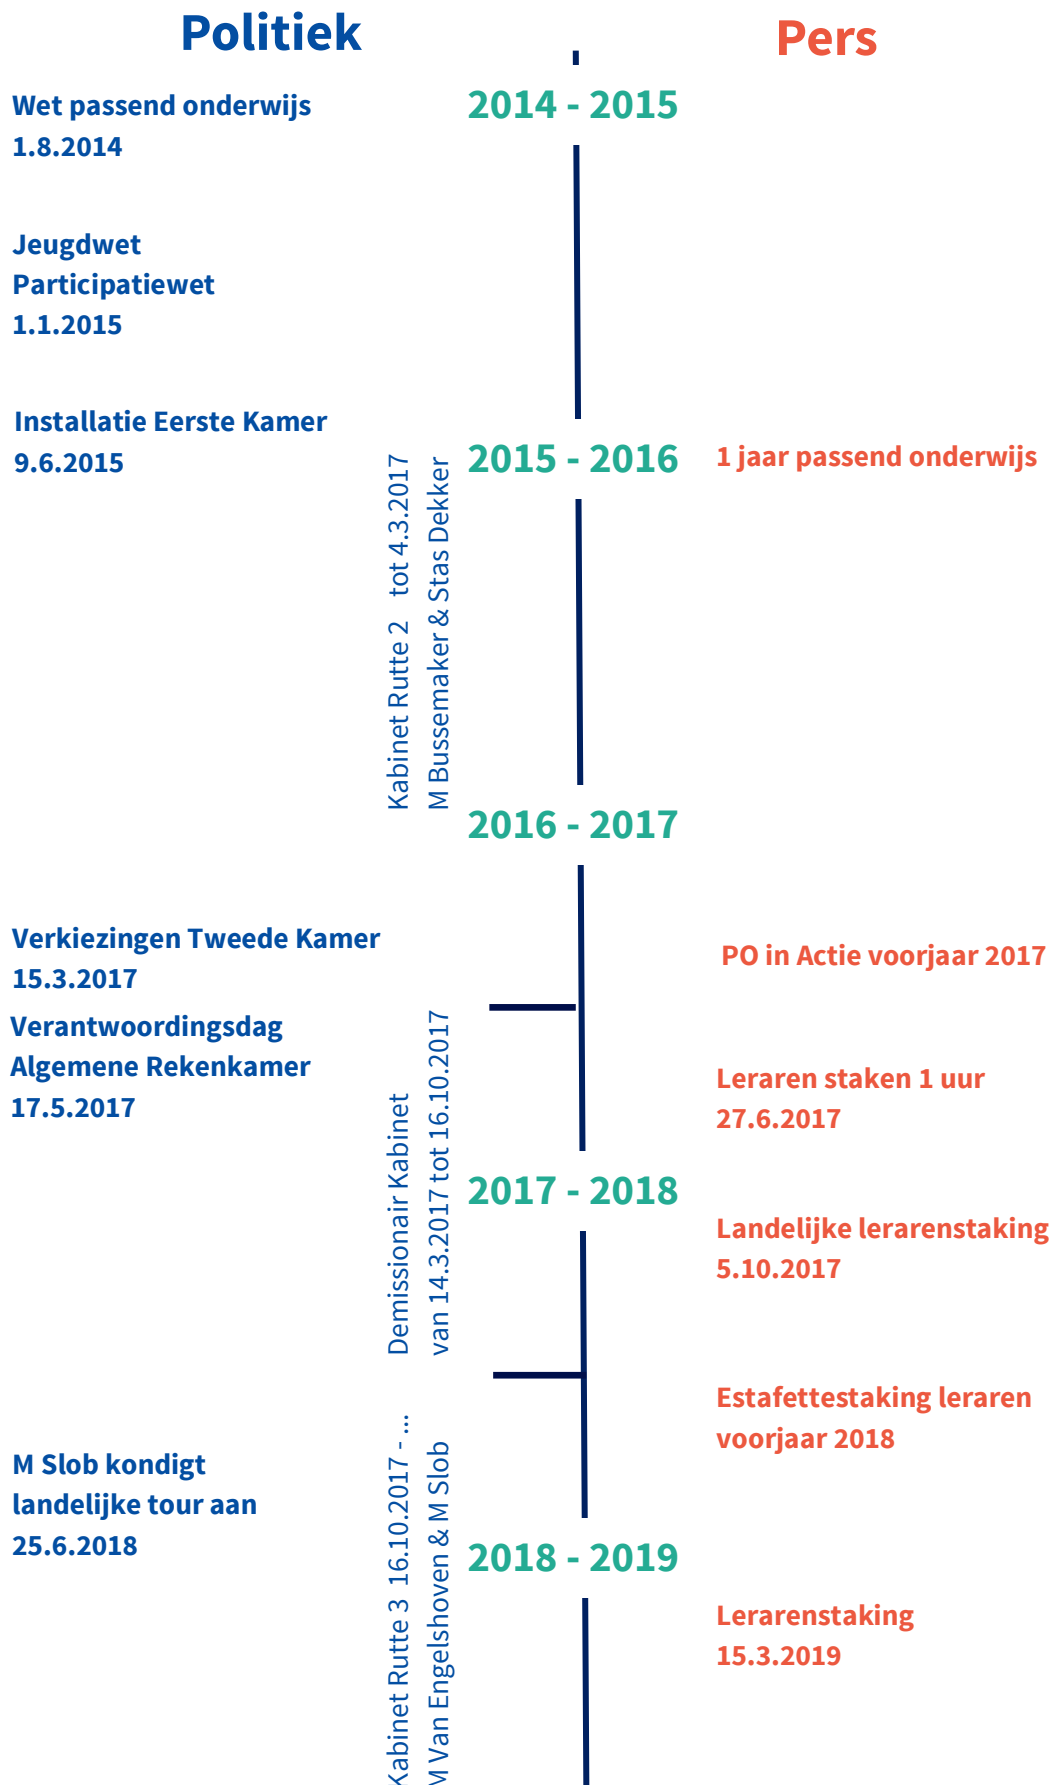 Politiek
Pers
2014 - 2015
Wet passend onderwijs
1.8.2014
Jeugdwet
Participatiewet
1.1.2015
Installatie Eerste Kamer
9.6.2015
2015 - 2016
1 jaar passend onderwijs
Kabinet Rutte 2 tot 4.3.2017
M Bussemaker & Stas Dekker
2016 - 2017
Verkiezingen Tweede Kamer
15.3.2017
PO in Actie voorjaar 2017
Verantwoordingsdag
Algemene Rekenkamer
17.5.2017
Leraren staken 1 uur
27.6.2017
Demissionair Kabinet
van 14.3.2017 tot 16.10.2017
2017 - 2018
Landelijke lerarenstaking
5.10.2017
Estafettestaking leraren
voorjaar 2018
M Slob kondigt
landelijke tour aan
25.6.2018
Kabinet Rutte 3 16.10.2017 - ...
M Van Engelshoven & M Slob
2018 - 2019
Lerarenstaking
15.3.2019